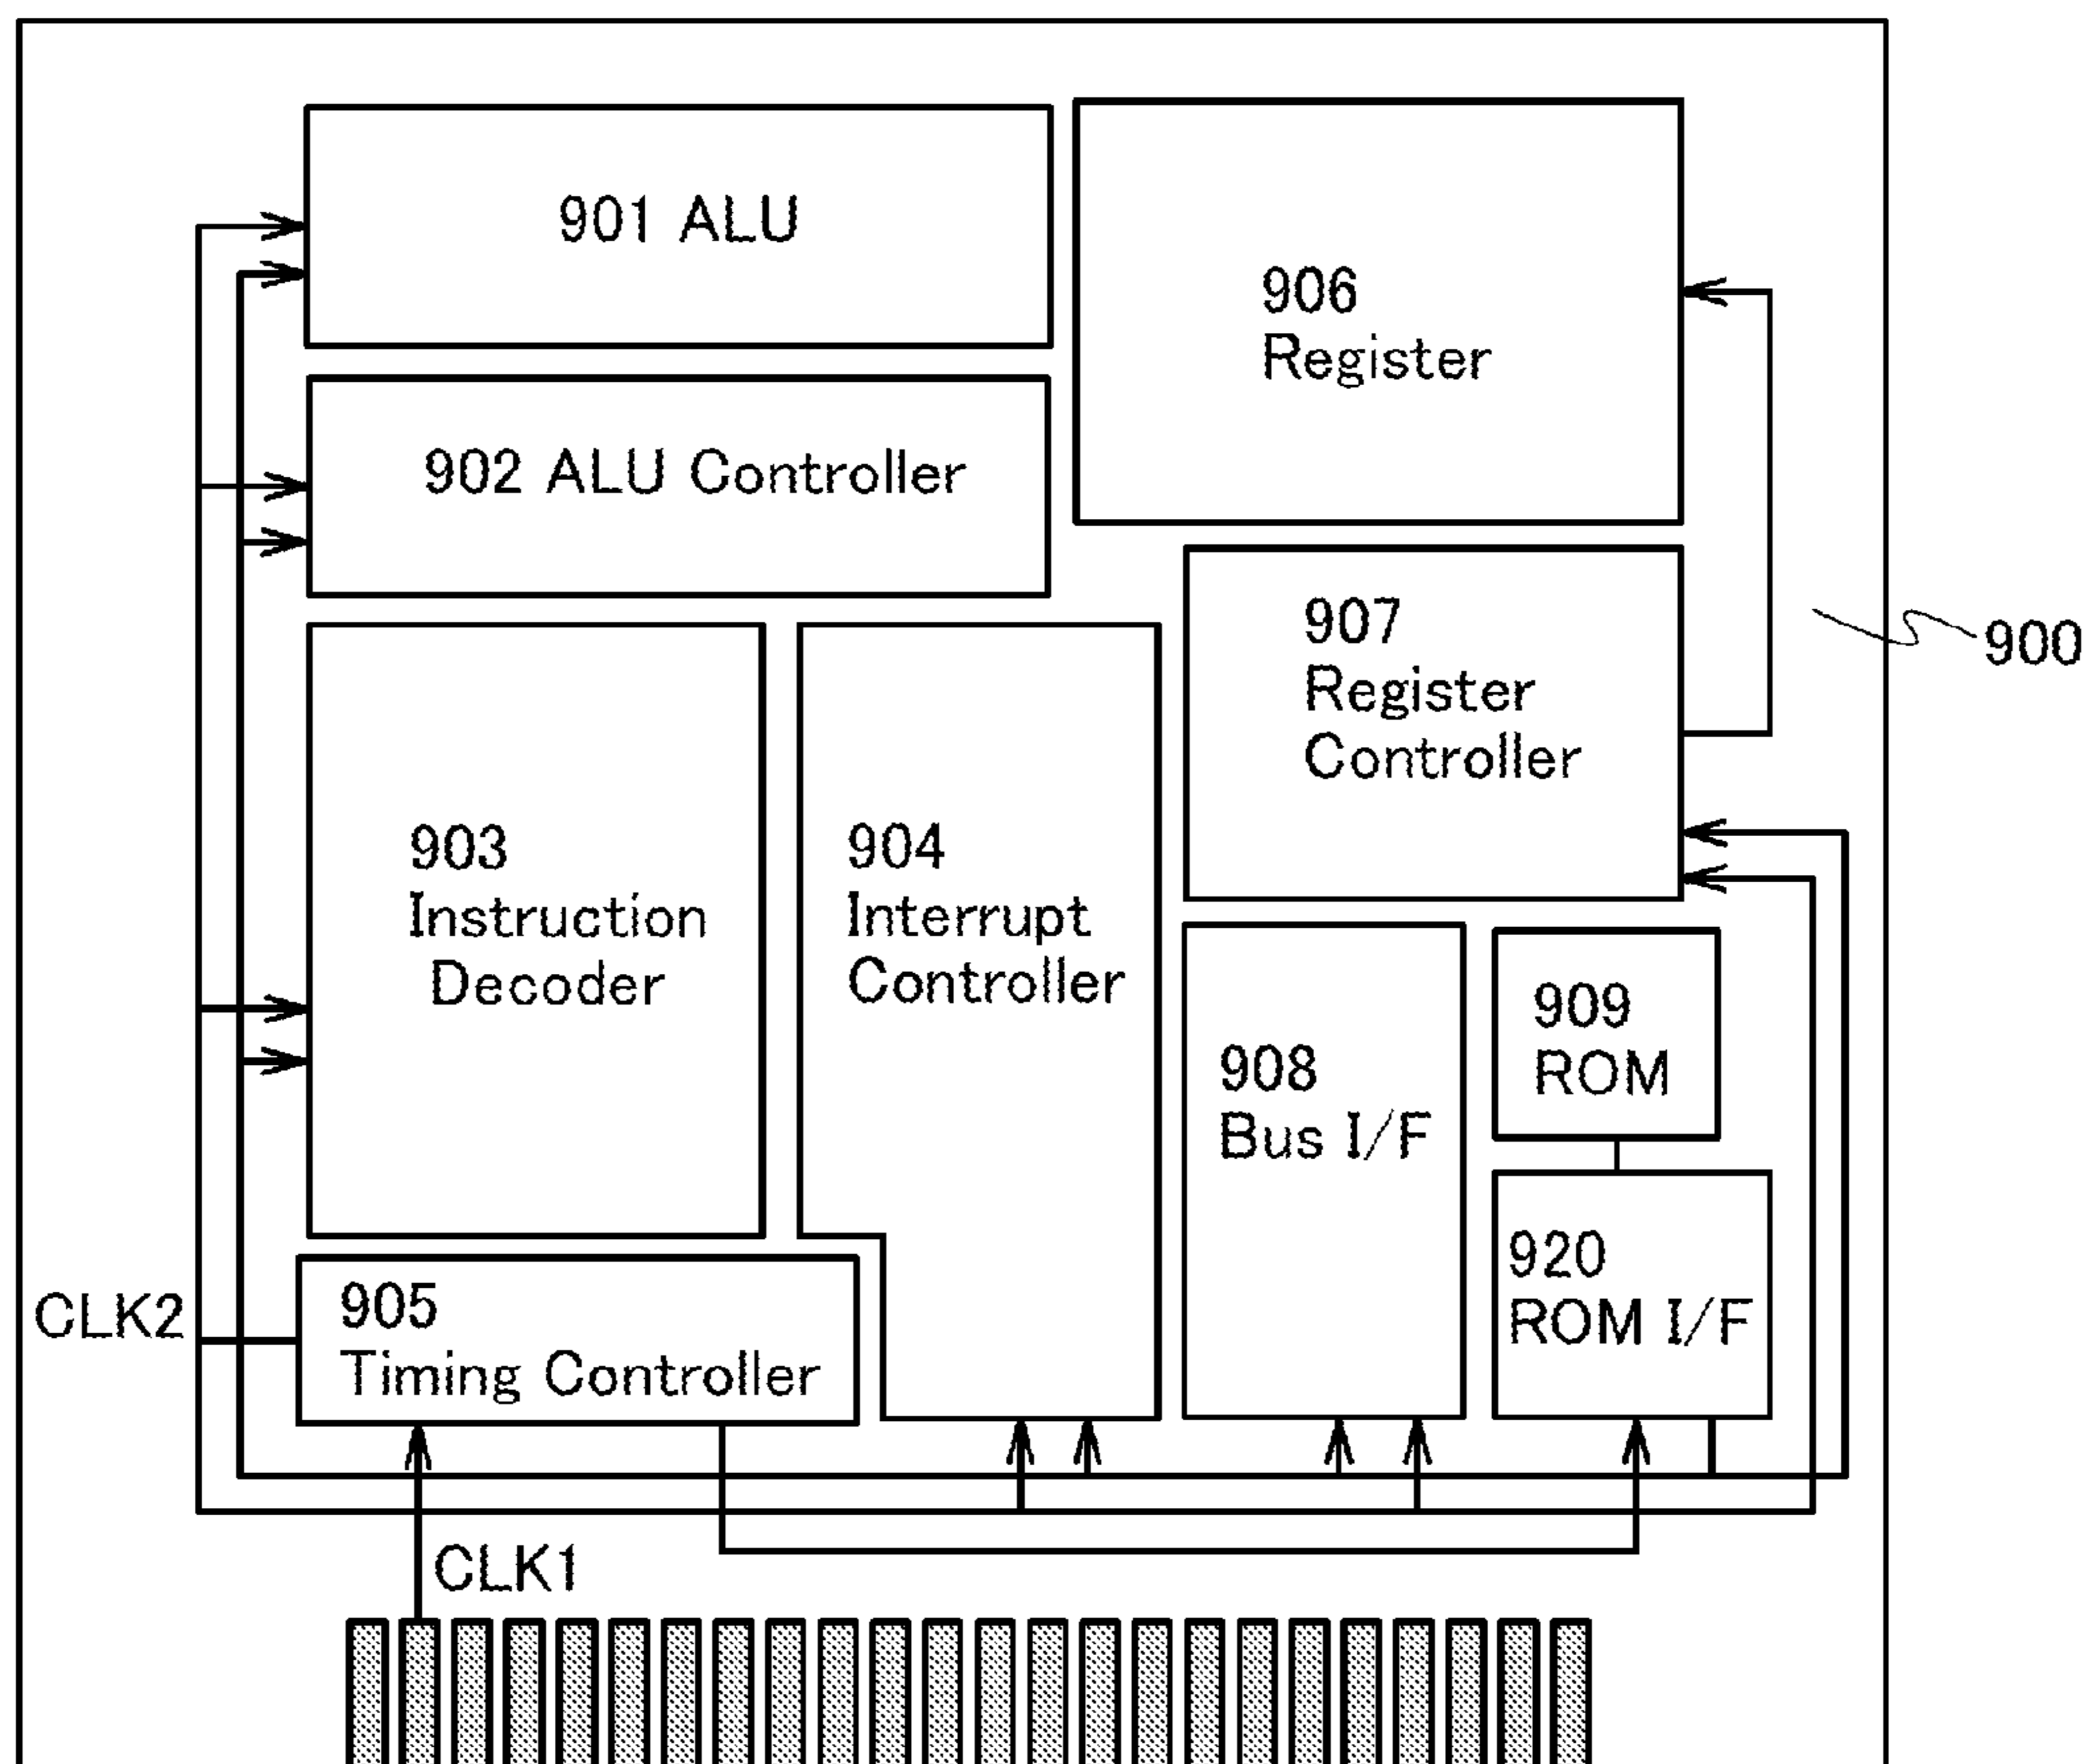 901 ALU
906
Register
902 ALU Controller
907
Register
Controller
900
903
Instruction
Decoder
904
Interrupt
Controller
908
Bus I/F
909
ROM
920
ROM I/F
CLK2
905
Timing Controller
CLK1